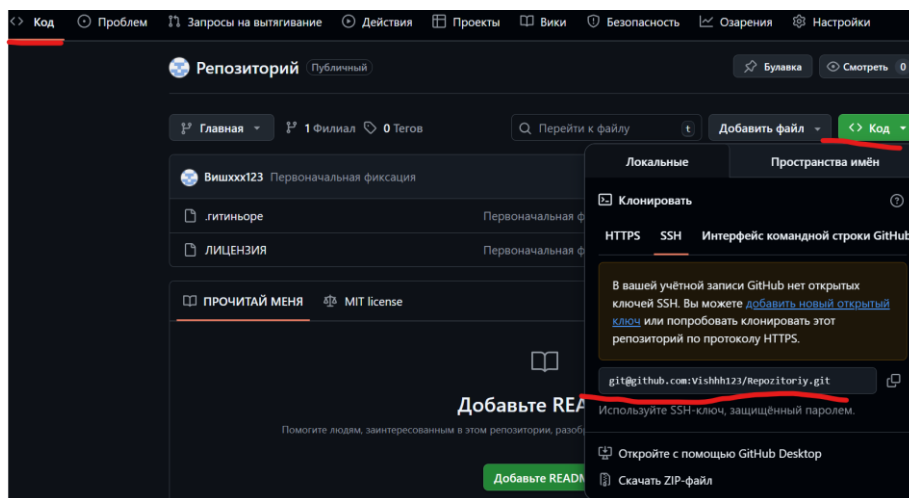 <> Код Проблем Запросы на вытягивание Действия Проекты Вики Безопасность Озарения Настройки
Репозиторий Публичный Булавка Смотреть 0
Главная 1 Филиал 0 Тегов Перейти к файлу t Добавить файл <> Код
Локальные Пространства имён
Вишххх123 Первоначальная фиксация
Клонировать
.гитиньоре Первоначальная ф
HTTPS SSH Интерфейс командной строки GitHub
ЛИЦЕНЗИЯ Первоначальная ф
В вашей учётной записи GitHub нет открытых
ключей SSH. Вы можете добавить новый открытый
ключ или попробовать клонировать этот
репозиторий по протоколу HTTPS.
ПРОЧИТАЙ МЕНЯ MIT license
git@github.com:Vishhh123/Repozitoriy.git
Используйте SSH-ключ, защищённый паролем.
Добавьте REA
Помогите людям, заинтересованным в этом репозитории, разоб
Откройте с помощью GitHub Desktop
Добавьте READM
Скачать ZIP-файл